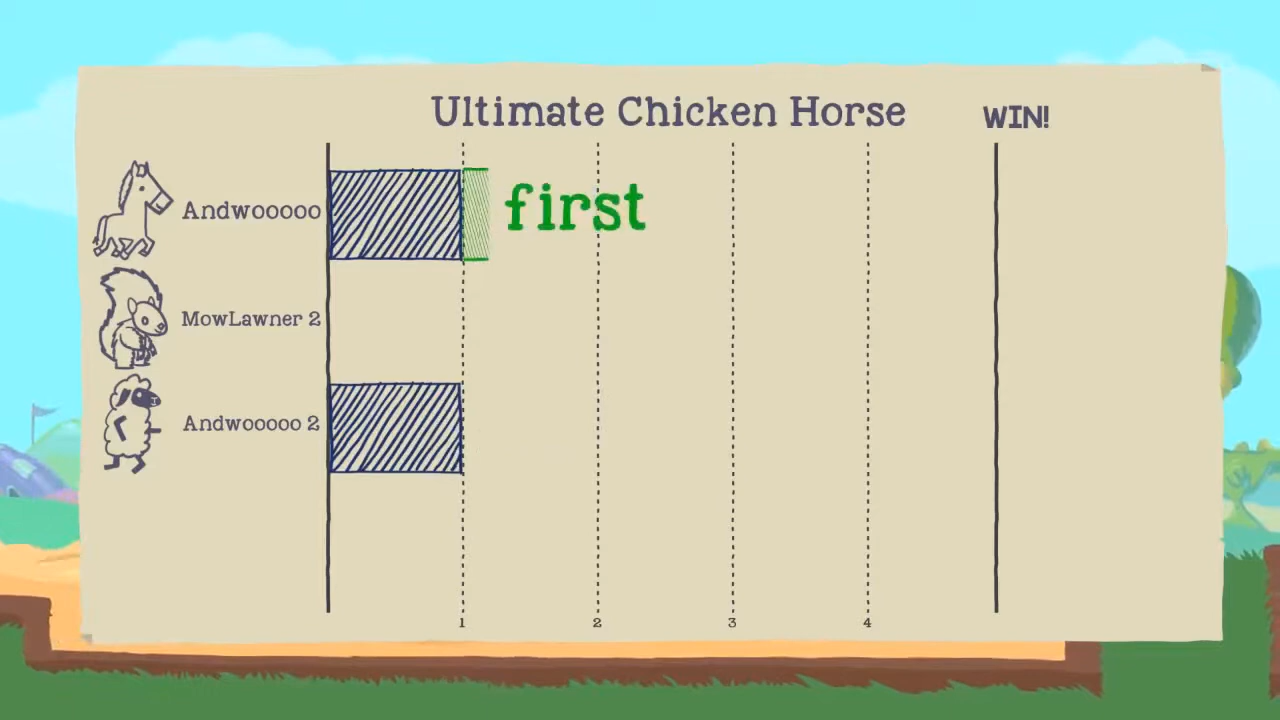 Ultimate Chicken Horse
WIN!
Andwooooo
first
MowLawner 2
Andwooooo 2
1 2 3 4